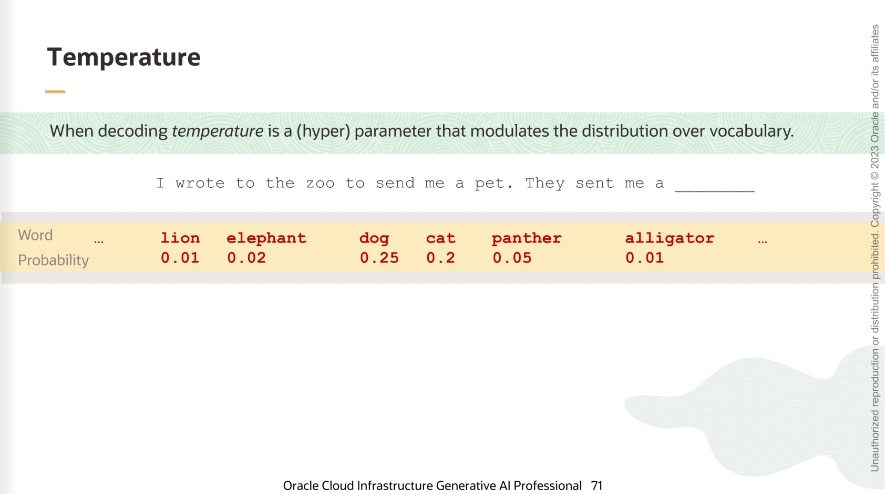 Temperature
When decoding temperature is a (hyper) parameter that modulates the distribution over vocabulary.
I wrote to the zoo to send me a pet. They sent me a ________
Word ... lion elephant dog cat panther alligator ...
Probability 0.01 0.02 0.25 0.2 0.05 0.01
Oracle Cloud Infrastructure Generative AI Professional 71
Unauthorized reproduction or distribution prohibited. Copyright © 2023 Oracle and/or its affiliates